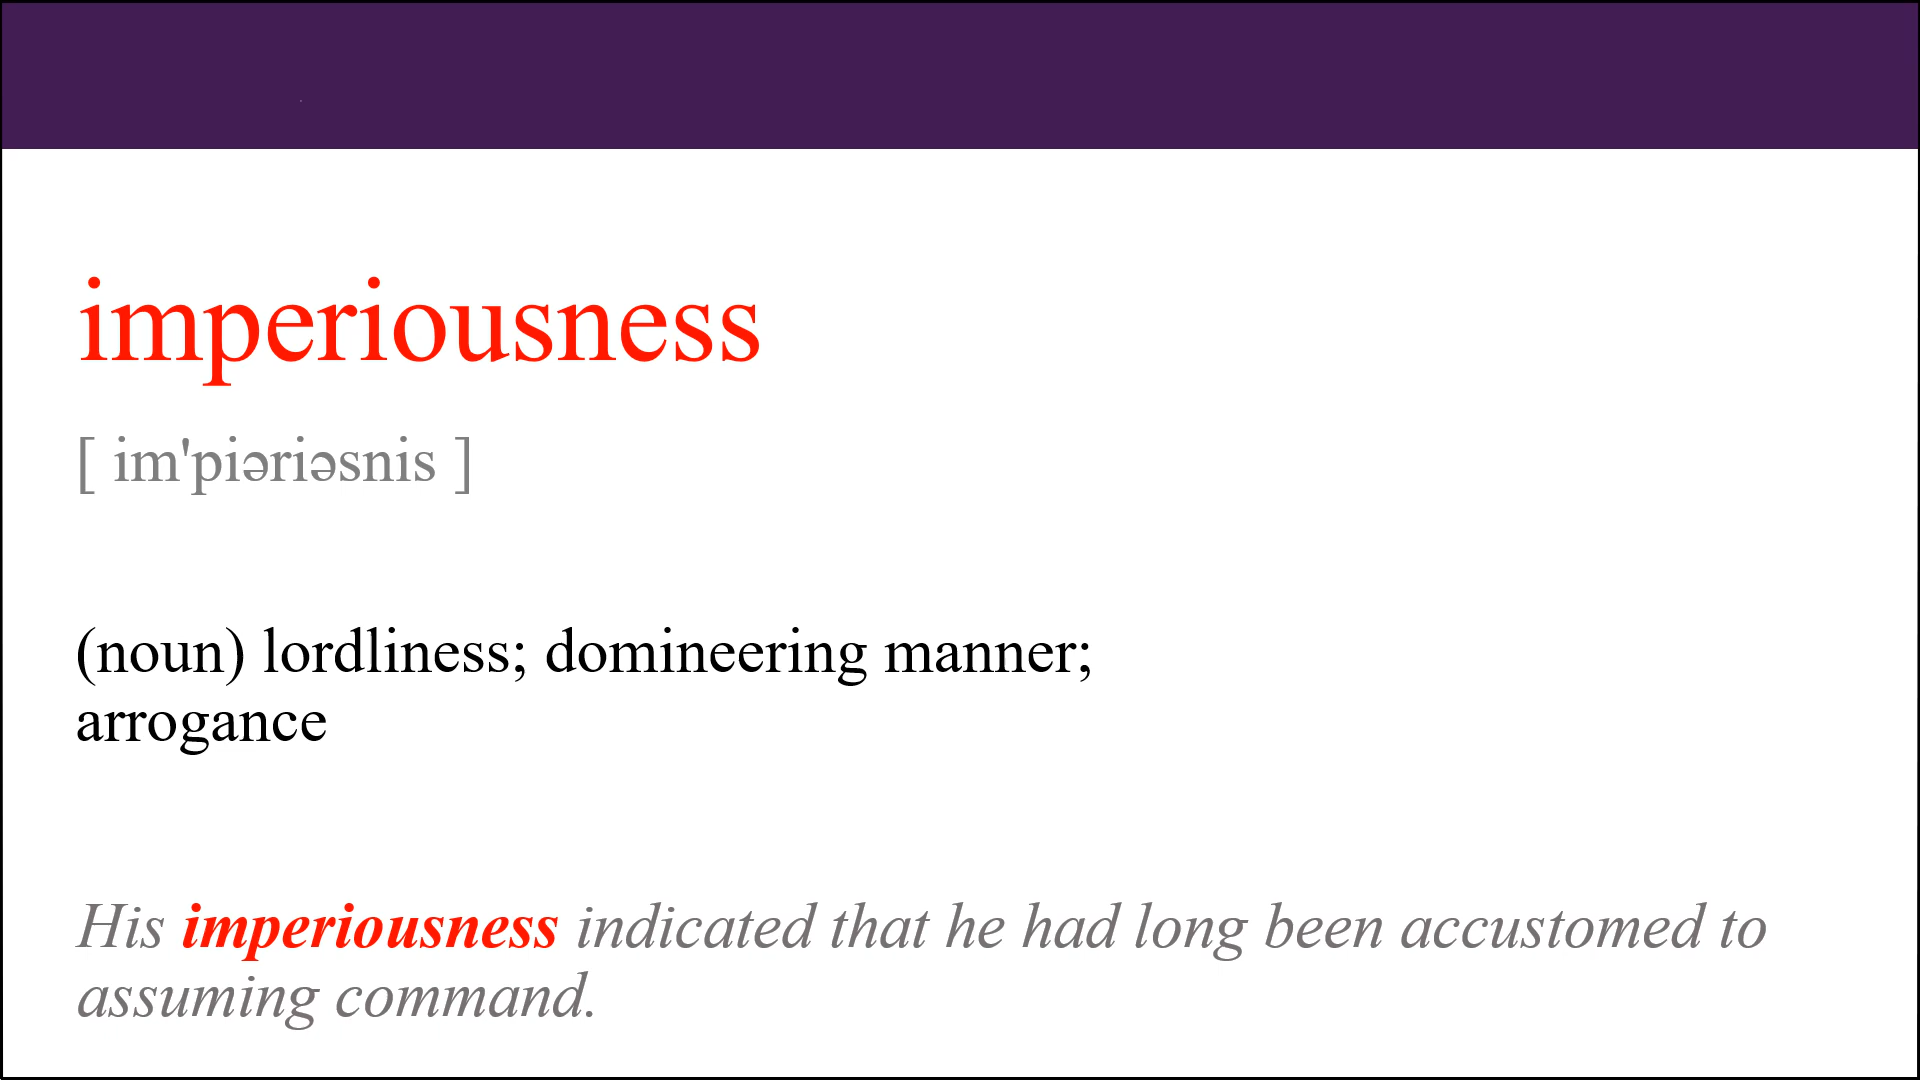 imperiousness
[ im'piəriəsnis ]
(noun) lordliness; domineering manner;
arrogance
His imperiousness indicated that he had long been accustomed to
assuming command.